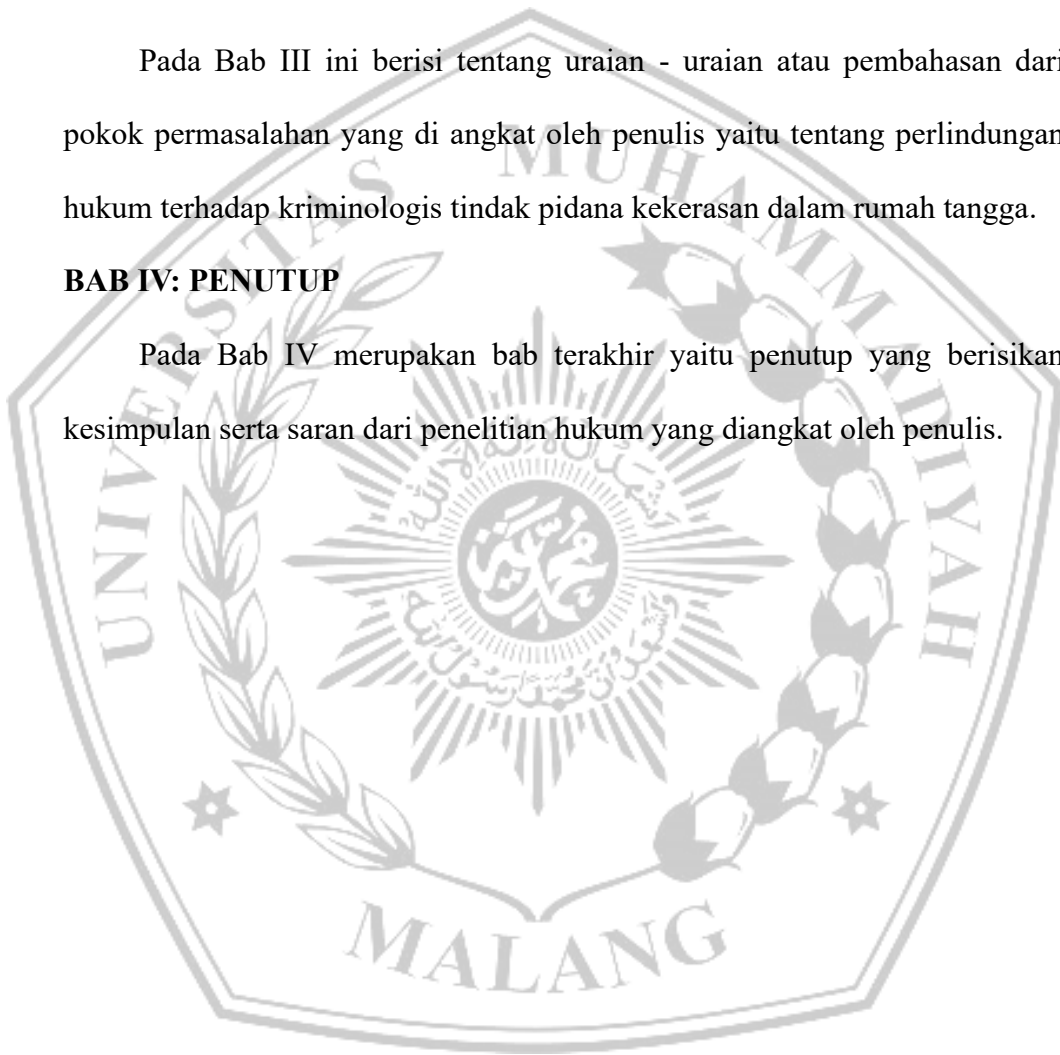 Pada Bab III ini berisi tentang uraian - uraian atau pembahasan dari
pokok permasalahan yang di angkat oleh penulis yaitu tentang perlindungan
hukum terhadap kriminologis tindak pidana kekerasan dalam rumah tangga.
BAB IV: PENUTUP
Pada Bab IV merupakan bab terakhir yaitu penutup yang berisikan
kesimpulan serta saran dari penelitian hukum yang diangkat oleh penulis.
UNIVERSITAS MUHAMMADIYAH
MALANG